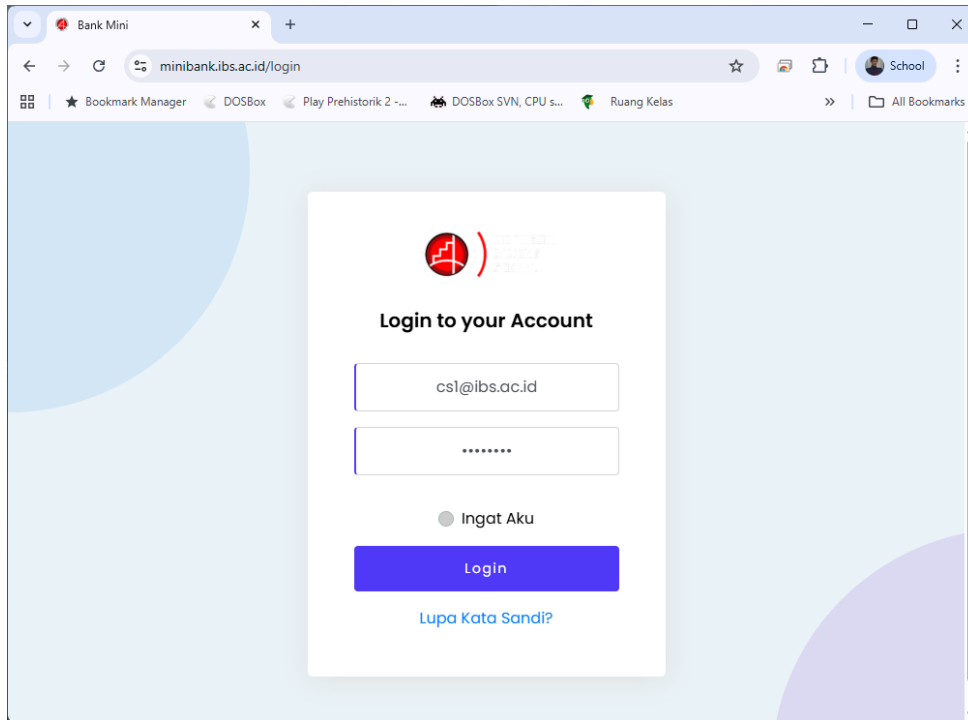 Bank Mini
minibank.ibs.ac.id/login
School
Bookmark Manager DOSBox Play Prehistorik 2 -... DOSBox SVN, CPU s... Ruang Kelas » All Bookmarks
Login to your Account
cs1@ibs.ac.id
••••••••
Ingat Aku
Login
Lupa Kata Sandi?